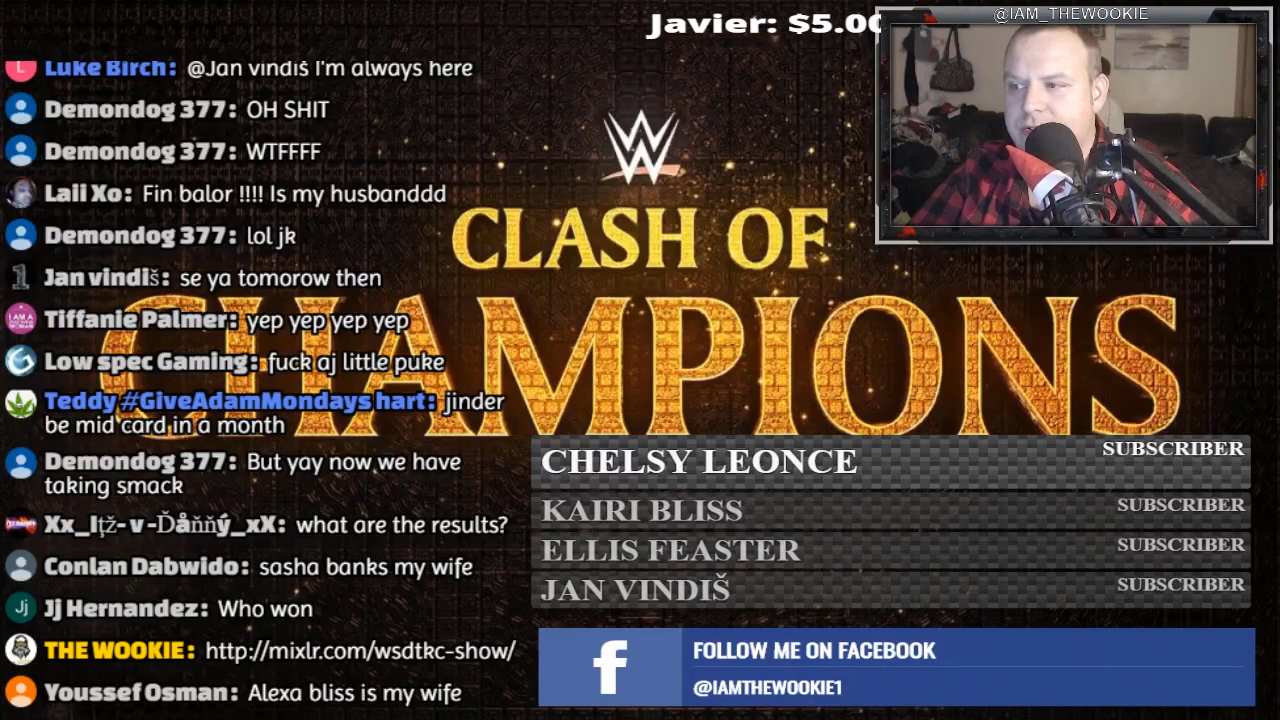 Javier: $5.00
@IAM_THEWOOKIE
Luke Birch: @Jan vindiš I'm always here
Demondog 377: OH SHIT
Demondog 377: WTFFFF
Laii Xo: Fin balor !!!! Is my husbanddd
Demondog 377: lol jk
Jan vindiš: se ya tomorow then
Tiffanie Palmer: yep yep yep yep
Low spec Gaming: fuck aj little puke
Teddy #GiveAdamMondays hart: jinder
be mid card in a month
Demondog 377: But yay now we have
taking smack
Xx_Iţž-v-Ďåňňý_xX: what are the results?
Conlan Dabwido: sasha banks my wife
Jj Hernandez: Who won
THE WOOKIE: http://mixlr.com/wsdtkc-show/
Youssef Osman: Alexa bliss is my wife
W
CLASH OF
CHAMPIONS
CHELSY LEONCE SUBSCRIBER
KAIRI BLISS SUBSCRIBER
ELLIS FEASTER SUBSCRIBER
JAN VINDIŠ SUBSCRIBER
f
FOLLOW ME ON FACEBOOK
@IAMTHEWOOKIE1